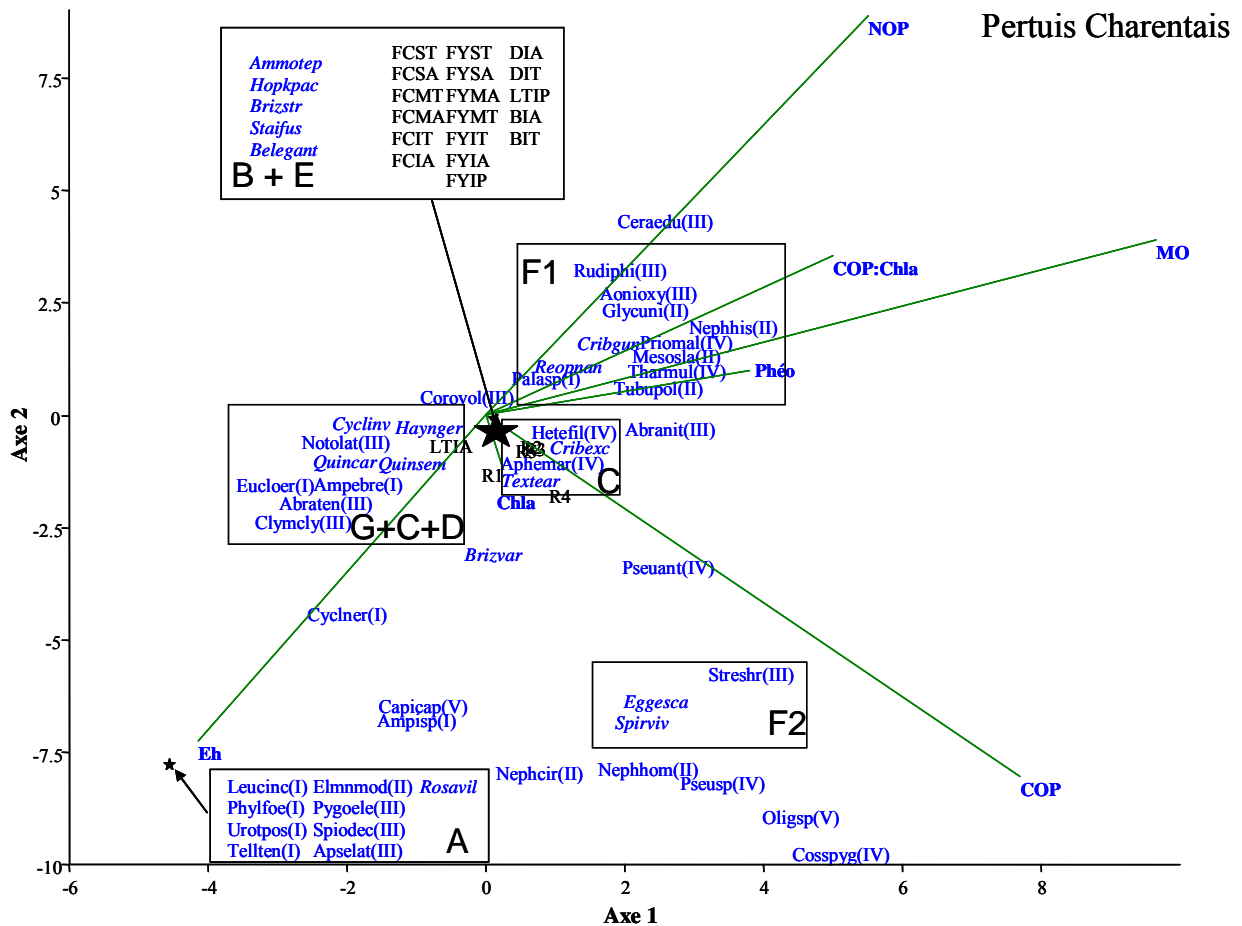 Pertuis Charentais
NOP
7.5
Ammotep
Hopkpac
Brizstr
Staifus
Belegant
FCST FYST DIA
FCSA FYSA DIT
FCMT FYMA LTIP
FCMA FYMT BIA
FCIT FYIT BIT
FCIA FYIA
FYIP
B + E
5
Ceraedu(III)
MO
F1
Rudiphi(III)
COP:Chla
2.5
Aonioxy(III)
Glycuni(II)
Nephhis(II)
Cribgun Priomal(IV)
Mesosla(II)
Reopnan
Tharmul(IV)
Phéo
Palasp(I)
Tubupol(II)
Corovol(III)
0
Axe 2
Cyclinv Haynger
Hetefil(IV)
Abranit(III)
Notolat(III)
LTIA
Cribexc
Quincar Quinsem
Aphemar(IV)
R1
Textear
C
Eucloer(I) Ampebre(I)
R4
Abraten(III)
Chla
Clymcly(III)
G+C+D
-2.5
Brizvar
Pseuant(IV)
Cyclner(I)
-5
Streshr(III)
Eggesca
Spirviv
F2
Capicap(V)
Ampisp(I)
-7.5
Eh
Nephcir(II)
Nephhom(II)
Pseusp(IV)
COP
Leucinc(I) Elmnmod(II) Rosavil
Phylfoe(I) Pygoele(III)
Urotpos(I) Spiodec(III)
Tellten(I) Apselat(III)
A
Oligsp(V)
Cosspyg(IV)
-10
-6 -4 -2 0 2 4 6 8
Axe 1